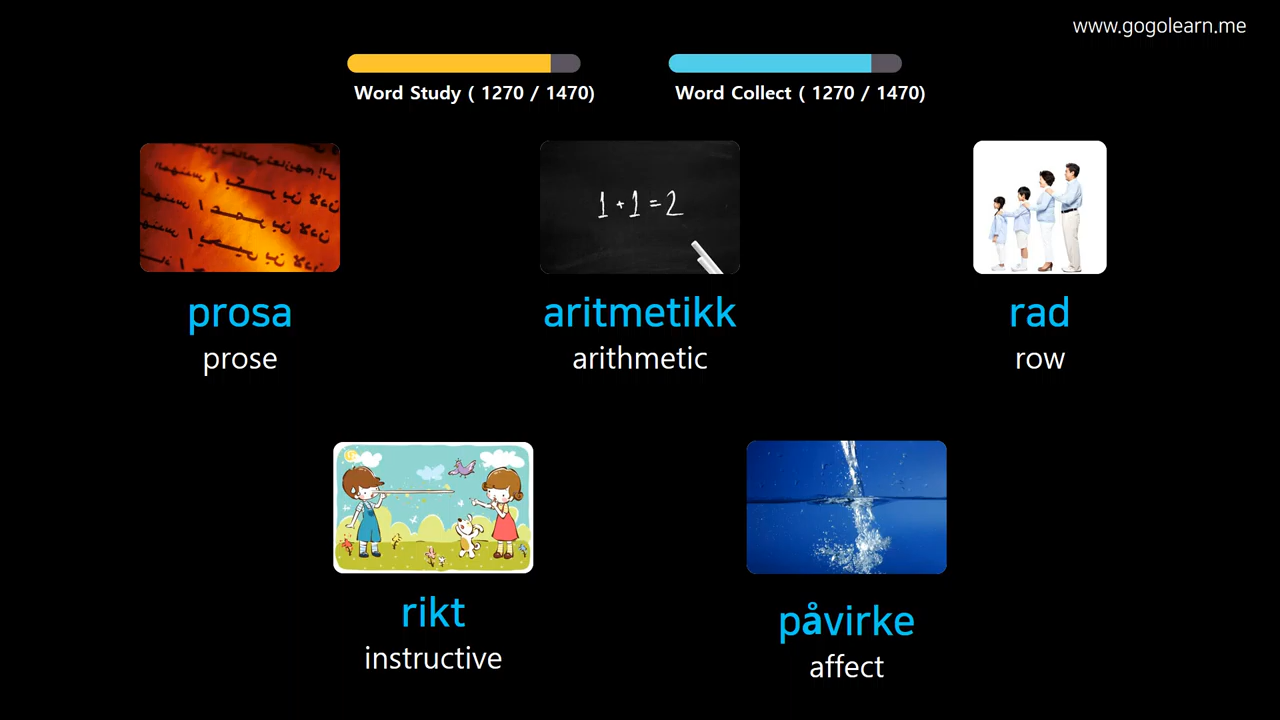 www.gogolearn.me
Word Study ( 1270 / 1470)
Word Collect ( 1270 / 1470)
1+1=2
prosa
prose
aritmetikk
arithmetic
rad
row
rikt
instructive
påvirke
affect